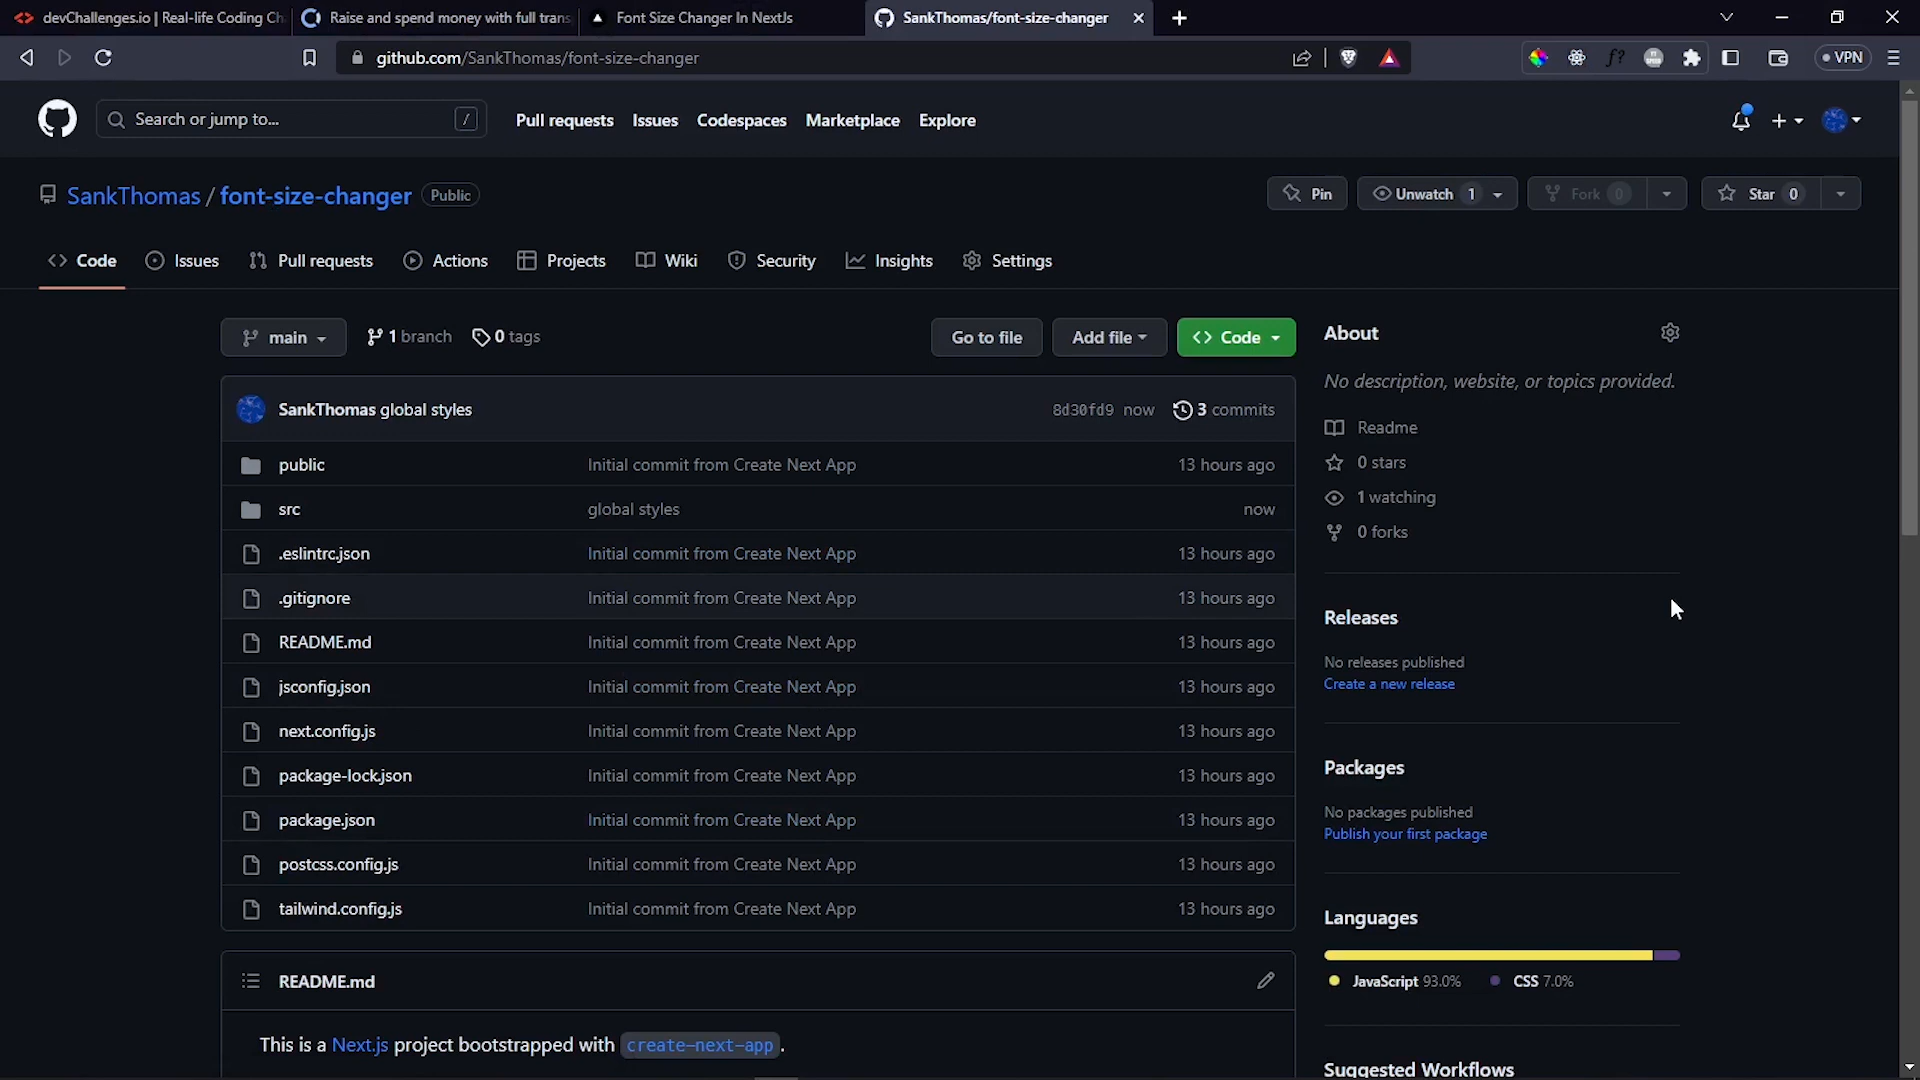 devChallenges.io | Real-life Coding Ch
Raise and spend money with full trans
Font Size Changer In NextJs
SankThomas/font-size-changer
github.com/SankThomas/font-size-changer
VPN
Search or jump to...
/
Pull requests
Issues
Codespaces
Marketplace
Explore
SankThomas / font-size-changer
Public
Pin
Unwatch 1
Fork 0
Star 0
Code
Issues
Pull requests
Actions
Projects
Wiki
Security
Insights
Settings
main
1 branch
0 tags
Go to file
Add file
Code
SankThomas global styles
8d30fd9 now
3 commits
public Initial commit from Create Next App 13 hours ago
src global styles now
.eslintrc.json Initial commit from Create Next App 13 hours ago
.gitignore Initial commit from Create Next App 13 hours ago
README.md Initial commit from Create Next App 13 hours ago
jsconfig.json Initial commit from Create Next App 13 hours ago
next.config.js Initial commit from Create Next App 13 hours ago
package-lock.json Initial commit from Create Next App 13 hours ago
package.json Initial commit from Create Next App 13 hours ago
postcss.config.js Initial commit from Create Next App 13 hours ago
tailwind.config.js Initial commit from Create Next App 13 hours ago
README.md
This is a Next.js project bootstrapped with create-next-app.
About
No description, website, or topics provided.
Readme
0 stars
1 watching
0 forks
Releases
No releases published
Create a new release
Packages
No packages published
Publish your first package
Languages
JavaScript 93.0%
CSS 7.0%
Suggested Workflows